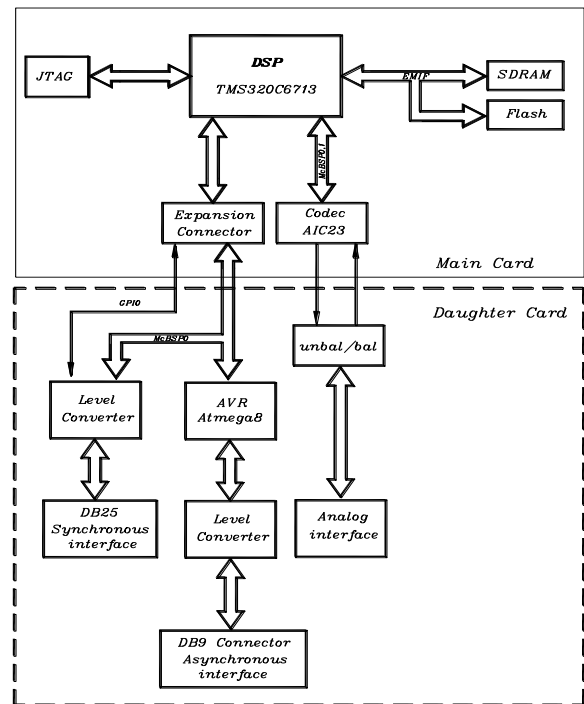 DSP
TMS320C6713
JTAG
EMIF
SDRAM
Flash
McBSP0,1
Expansion
Connector
Codec
AIC23
Main Card
GPIO
Daughter Card
McBSP0
unbal/bal
Level
Converter
AVR
Atmega8
DB25
Synchronous
interface
Level
Converter
Analog
interface
DB9 Connector
Asynchronous
interface